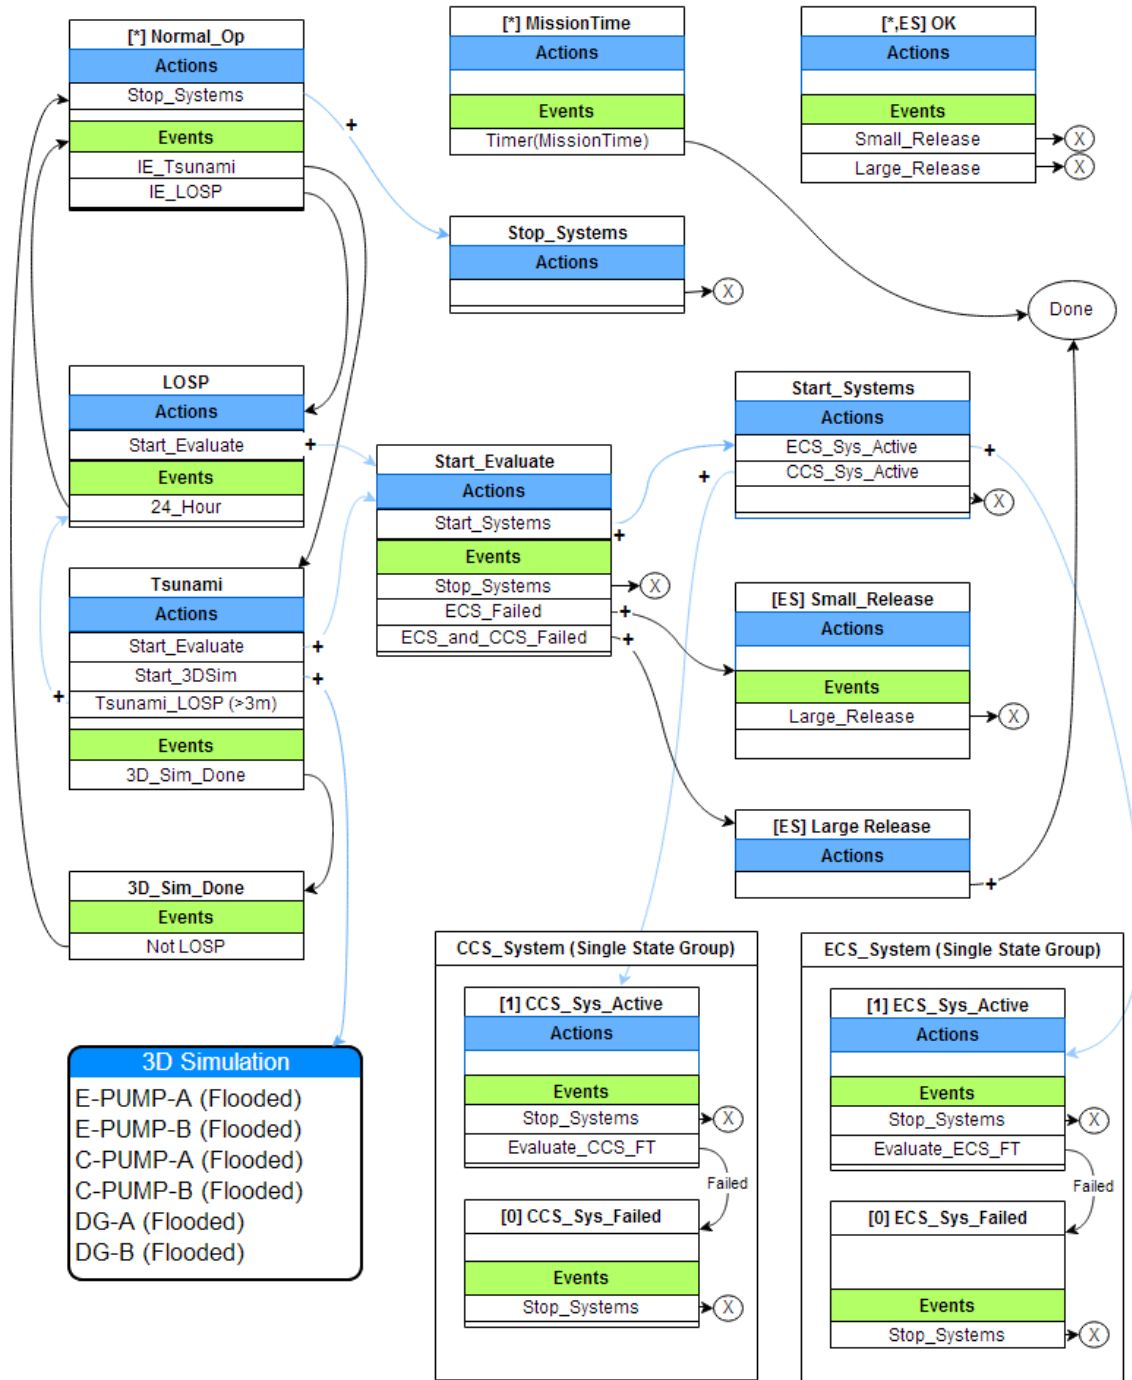 [*] Normal_Op
Actions
Stop_Systems
+
Events
IE_Tsunami
IE_LOSP
[*] MissionTime
Actions
Events
Timer(MissionTime)
[*,ES] OK
Actions
Events
Small_Release
X
Large_Release
X
Stop_Systems
Actions
X
Done
LOSP
Actions
Start_Evaluate
+
Events
24_Hour
Start_Evaluate
Actions
Start_Systems
+
Events
Stop_Systems
X
ECS_Failed
+
ECS_and_CCS_Failed
+
Start_Systems
Actions
ECS_Sys_Active
+
CCS_Sys_Active
+
X
Tsunami
Actions
Start_Evaluate
+
Start_3DSim
+
Tsunami_LOSP (>3m)
+
Events
3D_Sim_Done
[ES] Small_Release
Actions
Events
Large_Release
X
[ES] Large Release
Actions
+
3D_Sim_Done
Events
Not LOSP
3D Simulation
E-PUMP-A (Flooded)
E-PUMP-B (Flooded)
C-PUMP-A (Flooded)
C-PUMP-B (Flooded)
DG-A (Flooded)
DG-B (Flooded)
CCS_System (Single State Group)
[1] CCS_Sys_Active
Actions
Events
Stop_Systems
X
Evaluate_CCS_FT
Failed
[0] CCS_Sys_Failed
Events
Stop_Systems
X
ECS_System (Single State Group)
[1] ECS_Sys_Active
Actions
Events
Stop_Systems
X
Evaluate_ECS_FT
Failed
[0] ECS_Sys_Failed
Events
Stop_Systems
X